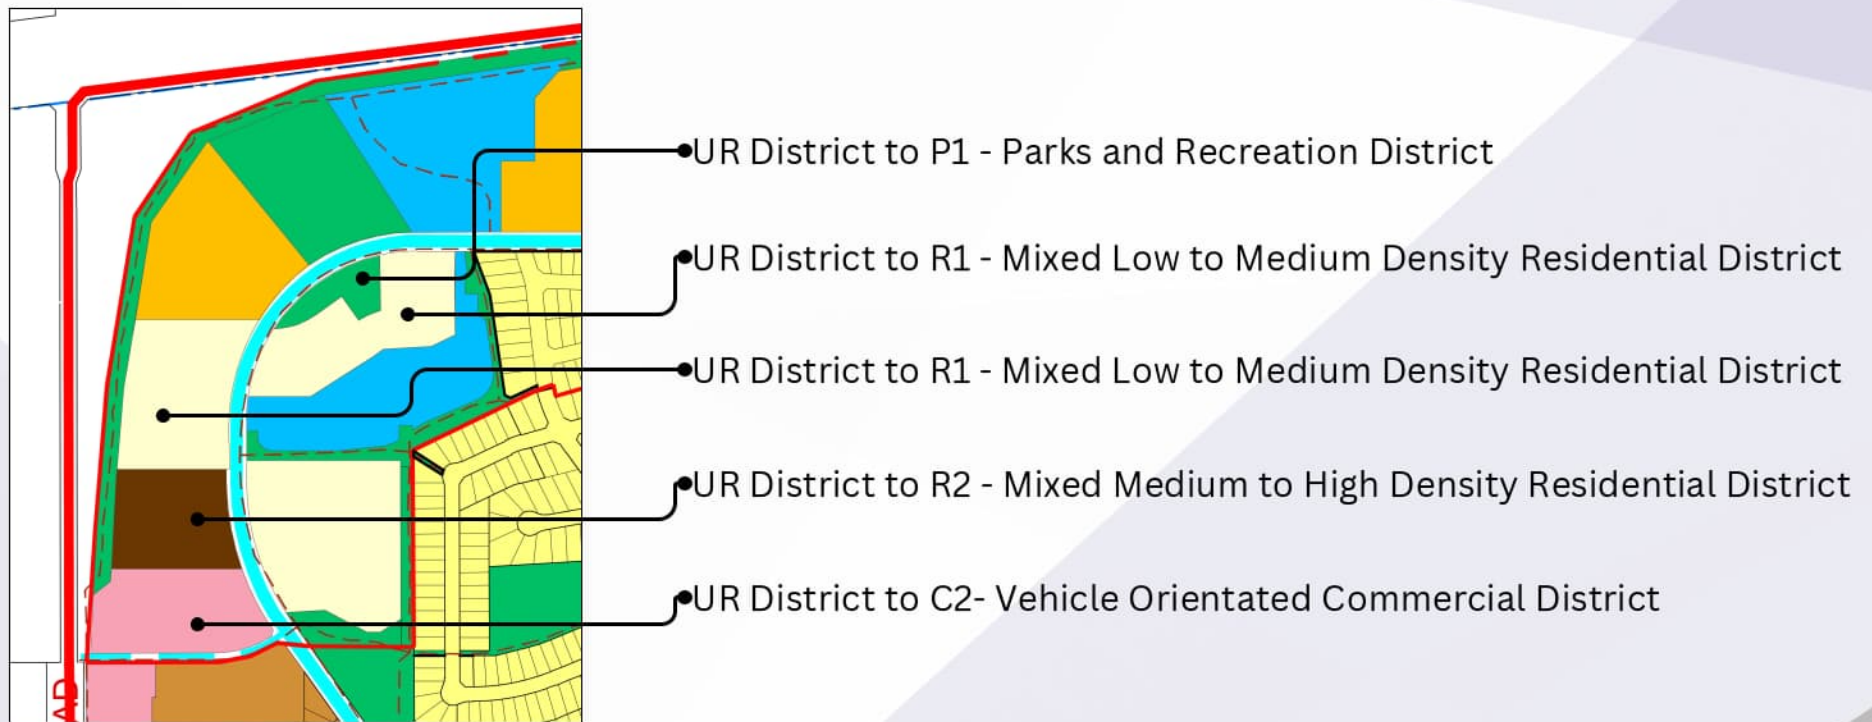 UR District to P1 - Parks and Recreation District
UR District to R1 - Mixed Low to Medium Density Residential District
UR District to R1 - Mixed Low to Medium Density Residential District
UR District to R2 - Mixed Medium to High Density Residential District
UR District to C2- Vehicle Orientated Commercial District
AD